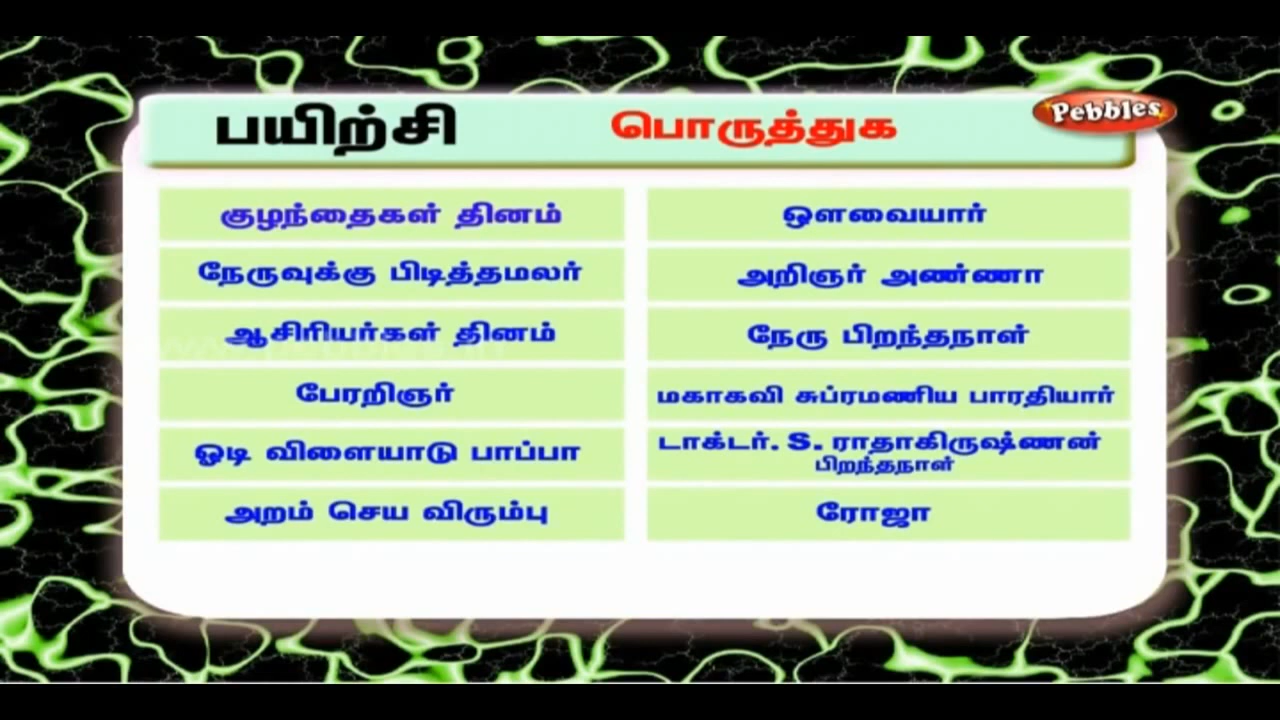 பயிற்சி பொருத்துக
Pebbles
குழந்தைகள் தினம் ஔவையார்
நேருவுக்கு பிடித்தமலர் அறிஞர் அண்ணா
ஆசிரியர்கள் தினம் நேரு பிறந்தநாள்
பேரறிஞர் மகாகவி சுப்ரமணிய பாரதியார்
ஓடி விளையாடு பாப்பா டாக்டர். S. ராதாகிருஷ்ணன்
பிறந்தநாள்
அறம் செய விரும்பு ரோஜா